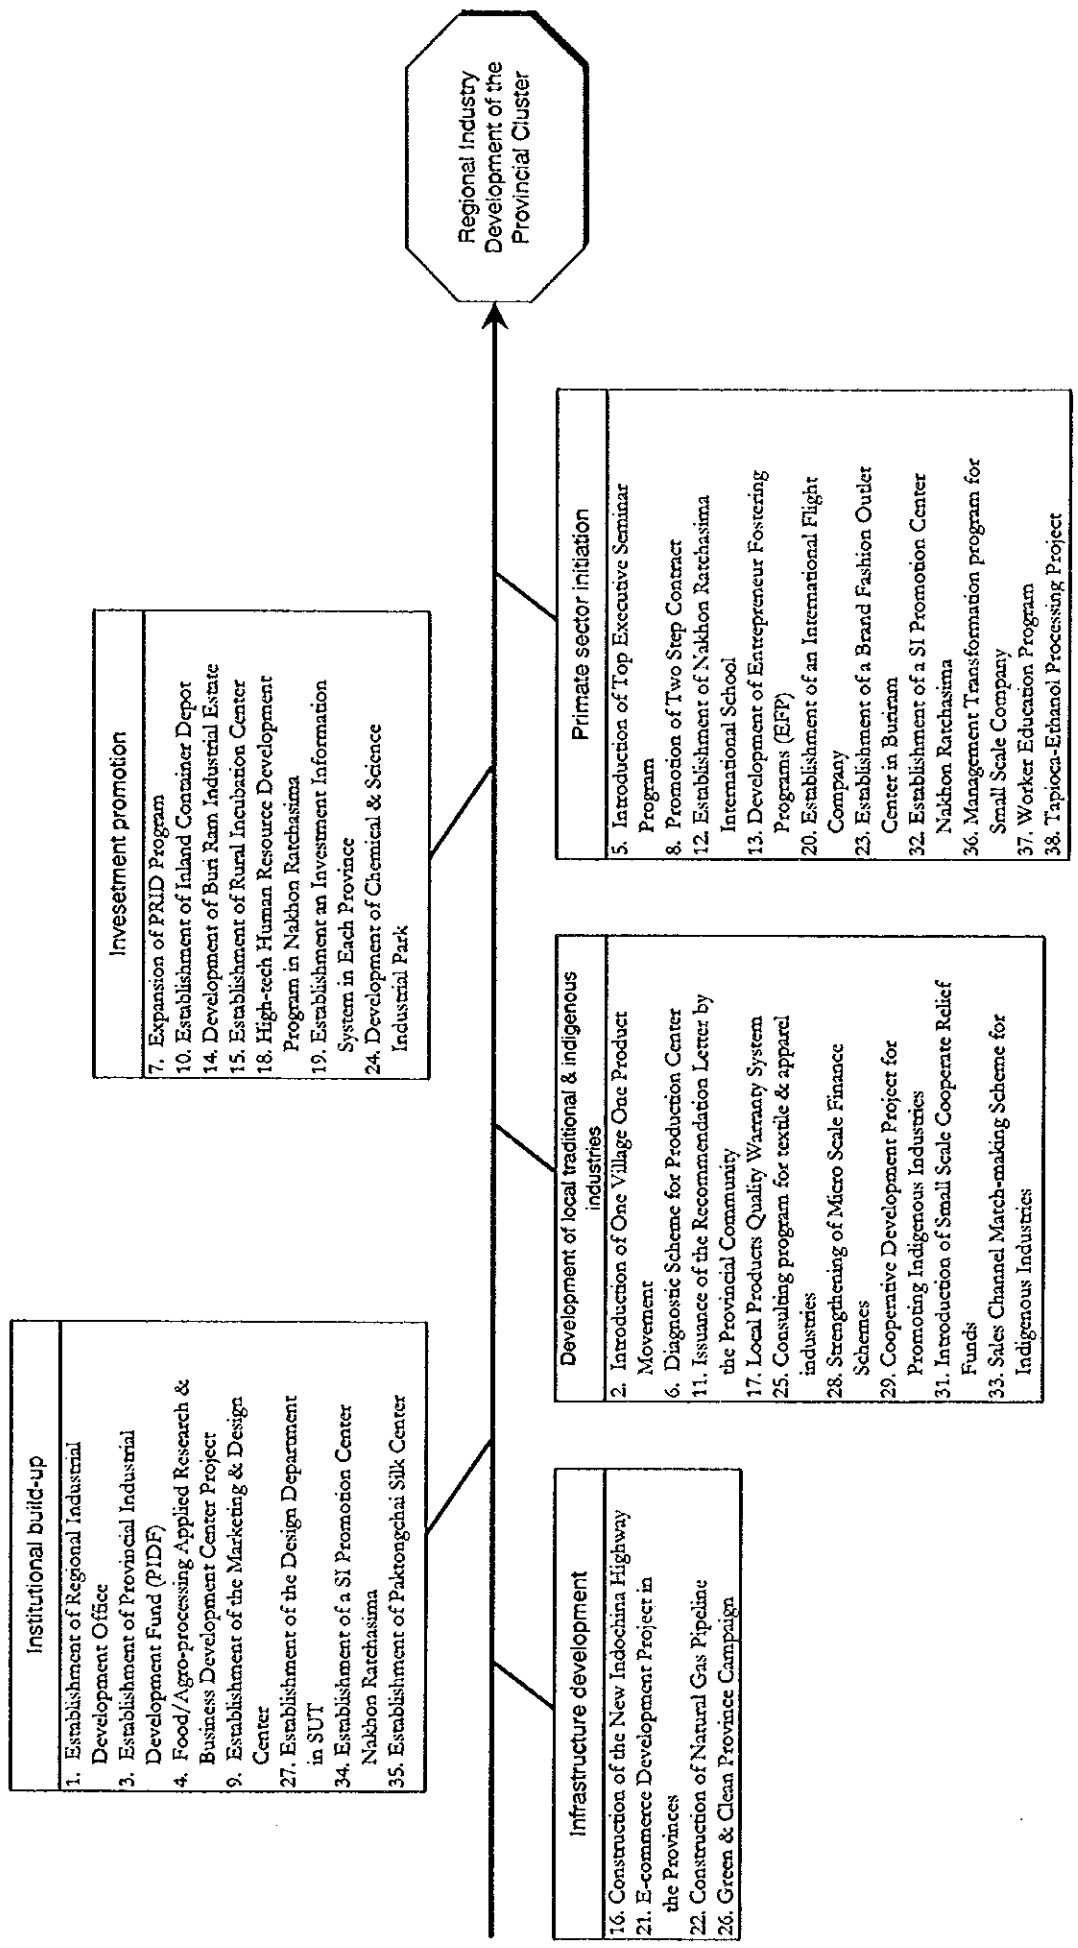 Institutional build-up
1. Establishment of Regional Industrial
Development Office
3. Establishment of Provincial Industrial
Development Fund (PIDF)
4. Food/Agro-processing Applied Research &
Business Development Center Project
9. Establishment of the Marketing & Design
Center
27. Establishment of the Design Department
in SUT
34. Establishment of a SI Promotion Center
Nakhon Ratchasima
35. Establishment of Paktongchai Silk Center
Invesetment promotion
7. Expansion of PRID Program
10. Establishment of Inland Container Depot
14. Development of Buri Ram Industrial Estate
15. Establishment of Rural Incubation Center
18. High-tech Human Resource Development
Program in Nakhon Ratchasima
19. Establishment an Investment Information
System in Each Province
24. Development of Chemical & Science
Industrial Park
Regional Industry
Development of the
Provincial Cluster
Infrastructure development
16. Construction of the New Indochina Highway
21. E-commerce Development Project in
the Provinces
22. Construction of Natural Gas Pipeline
26. Green & Clean Province Campaign
Development of local traditional & indigenous
industries
2. Introduction of One Village One Product
Movement
6. Diagnostic Scheme for Production Center
11. Issuance of the Recommendation Letter by
the Provincial Community
17. Local Products Quality Warranty System
25. Consulting program for textile & apparel
industries
28. Strengthening of Micro Scale Finance
Schemes
29. Cooperative Development Project for
Promoting Indigenous Industries
31. Introduction of Small Scale Cooperate Relief
Funds
33. Sales Channel Match-making Scheme for
Indigenous Industries
Primate sector initiation
5. Introduction of Top Executive Seminar
Program
8. Promotion of Two Step Contract
12. Establishment of Nakhon Ratchasima
International School
13. Development of Entrepreneur Fostering
Programs (EFP)
20. Establishment of an International Flight
Company
23. Establishment of a Brand Fashion Outlet
Center in Buriram
32. Establishment of a SI Promotion Center
Nakhon Ratchasima
36. Management Transformation program for
Small Scale Company
37. Worker Education Program
38. Tapioca-Ethanol Processing Project